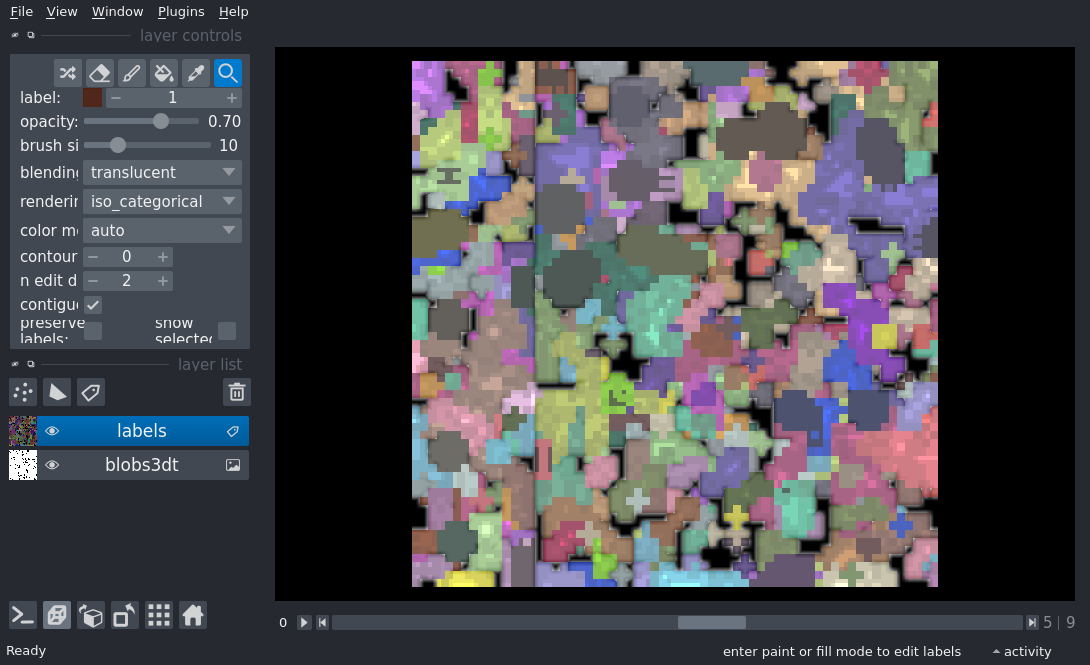 File View Window Plugins Help
layer controls
label: 1
opacity: 0.70
brush si 10
blending translucent
renderin iso_categorical
color m auto
contour 0
n edit d 2
contigu
preserve show
labels: selected
layer list
labels
blobs3dt
0 5 | 9
Ready enter paint or fill mode to edit labels activity